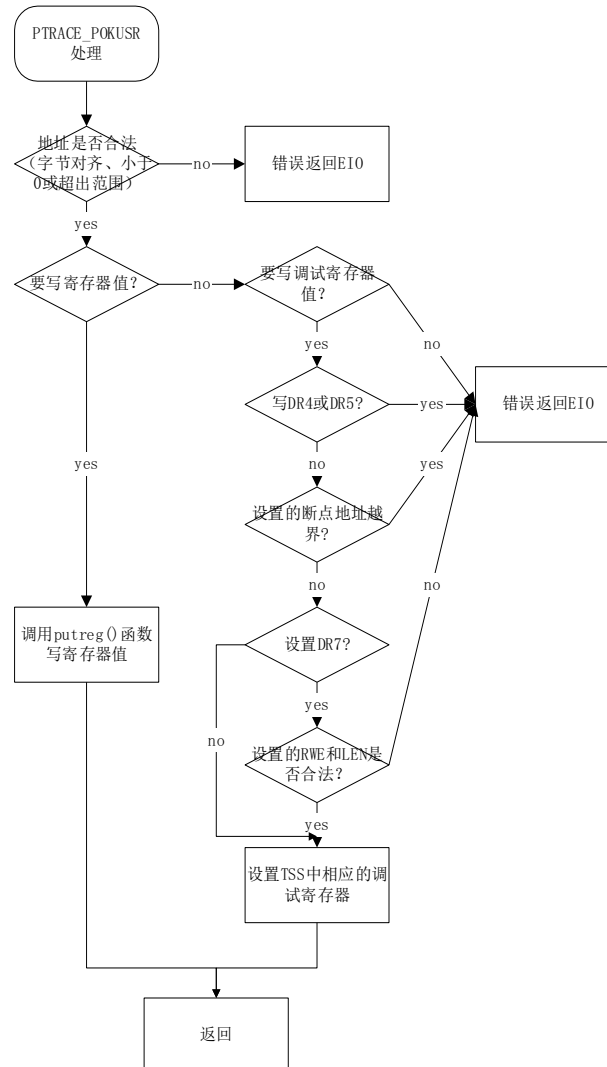 PTRACE_POKUSR
处理
地址是否合法
（字节对齐、小于
0或超出范围）
no
错误返回EIO
yes
要写寄存器值？
no
要写调试寄存器
值？
no
yes
写DR4或DR5？
yes
错误返回EIO
yes
no
yes
设置的断点地址越
界？
no
no
调用putreg()函数
写寄存器值
设置DR7？
yes
no
设置的RWE和LEN是
否合法？
yes
设置TSS中相应的调
试寄存器
返回